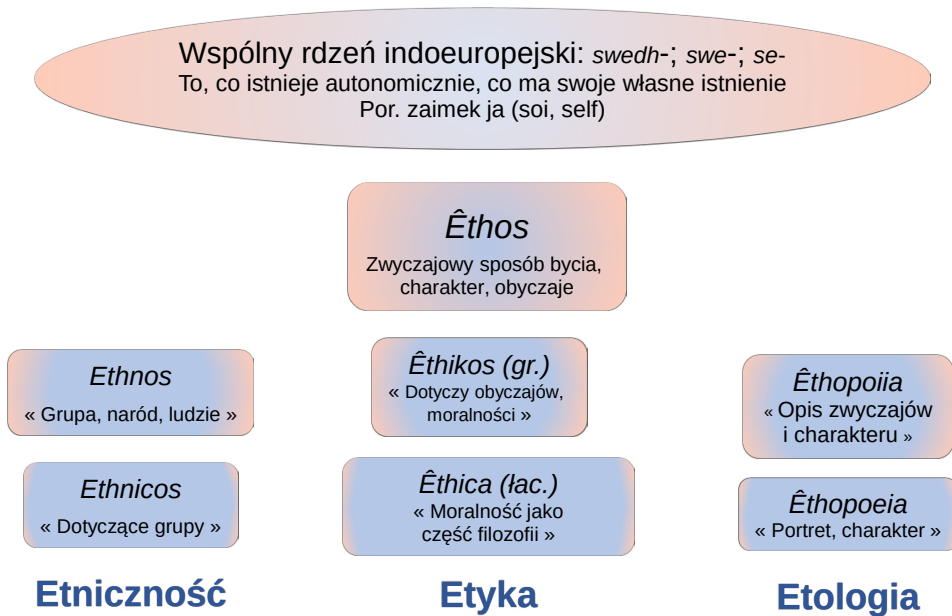 Wspólny rdzeń indoeuropejski: swedh-; swe-; se-
To, co istnieje autonomicznie, co ma swoje własne istnienie
Por. zaimek ja (soi, self)
Êthos
Zwyczajowy sposób bycia,
charakter, obyczaje
Ethnos
« Grupa, naród, ludzie »
Ethnicos
« Dotyczące grupy »
Etniczność
Êthikos (gr.)
« Dotyczy obyczajów,
moralności »
Êthica (łac.)
« Moralność jako
część filozofii »
Etyka
Êthopoiia
« Opis zwyczajów
i charakteru »
Êthopoeia
« Portret, charakter »
Etologia